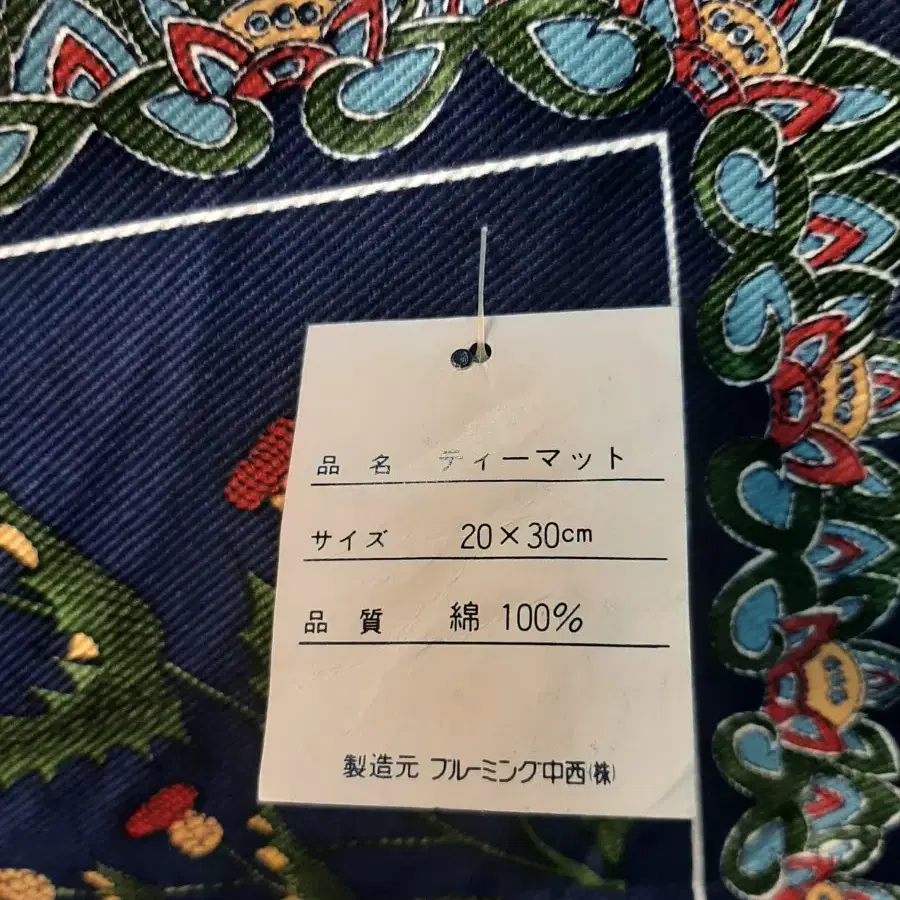 品名 ティーマット
サイズ 20×30cm
品質 綿 100%
製造元 ブルーミング中西(株)